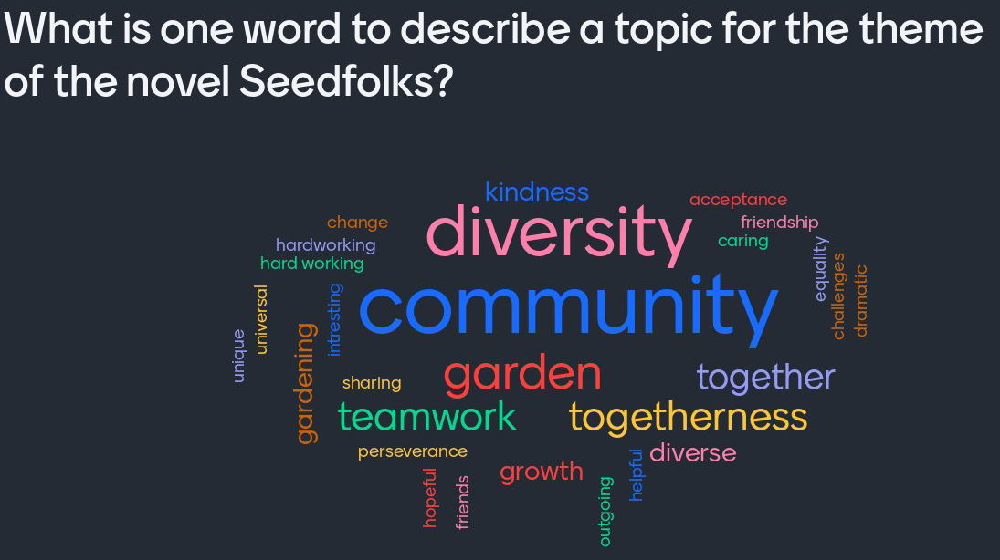 What is one word to describe a topic for the theme
of the novel Seedfolks?
kindness
acceptance
diversity
change
friendship
hardworking
caring
hard working
equality
challenges
dramatic
community
universal
intresting
unique
gardening
garden
together
sharing
teamwork
togetherness
perseverance
diverse
helpful
growth
hopeful
friends
outgoing